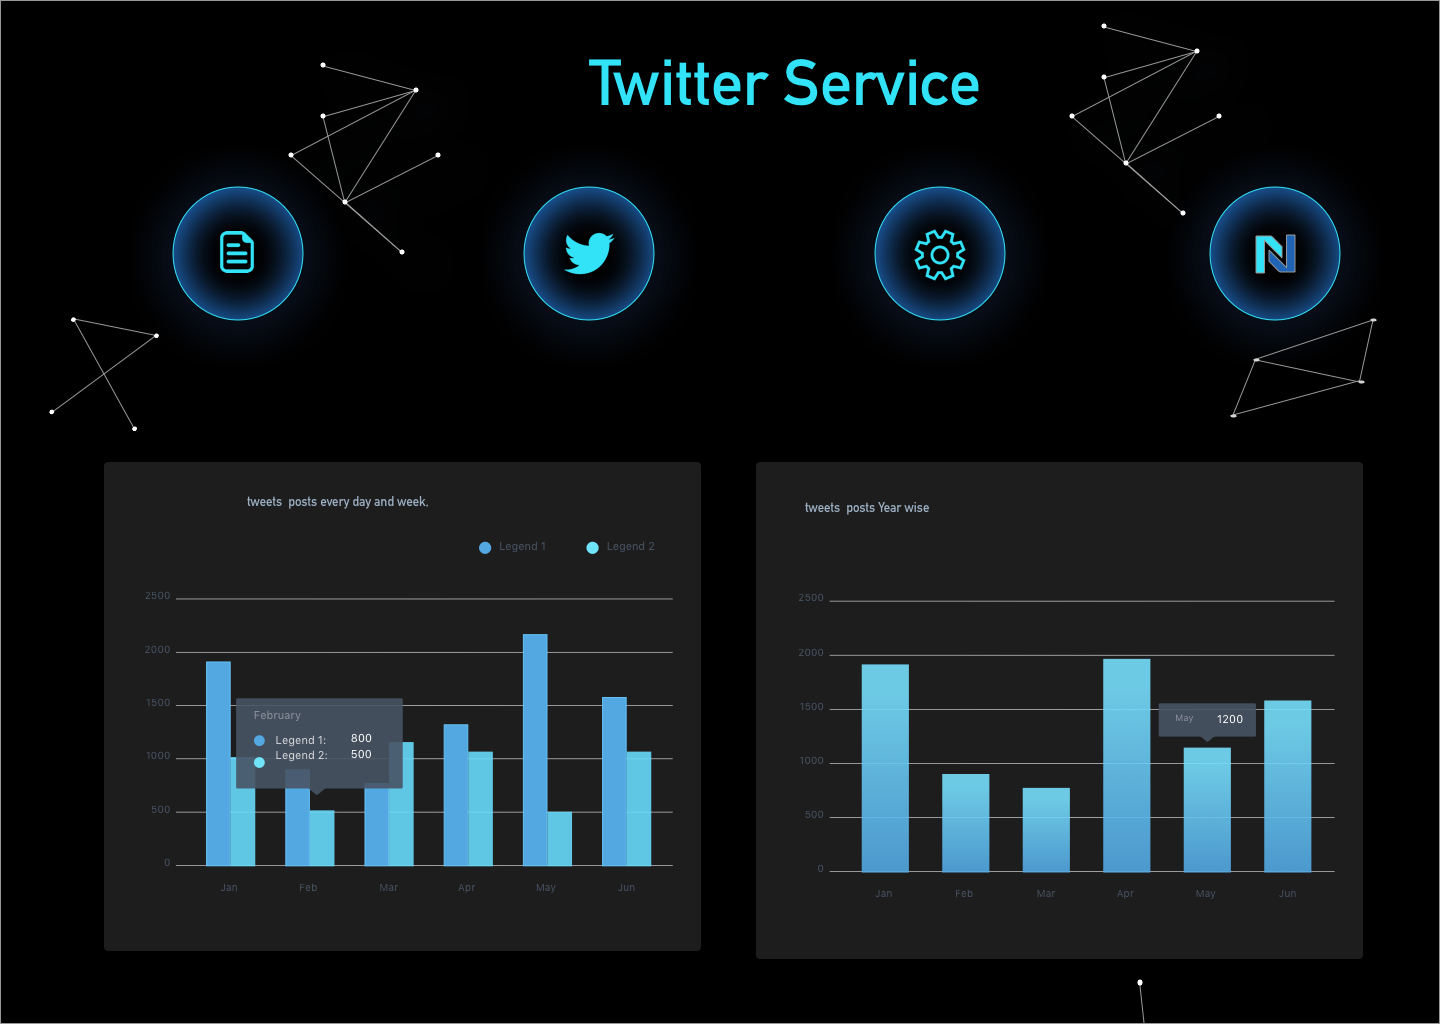 Twitter Service
tweets posts every day and week.
Legend 1
Legend 2
2500
2000
1500
1000
500
0
February
Legend 1: 800
Legend 2: 500
Jan Feb Mar Apr May Jun
tweets posts Year wise
2500
2000
1500
1000
500
0
May 1200
Jan Feb Mar Apr May Jun